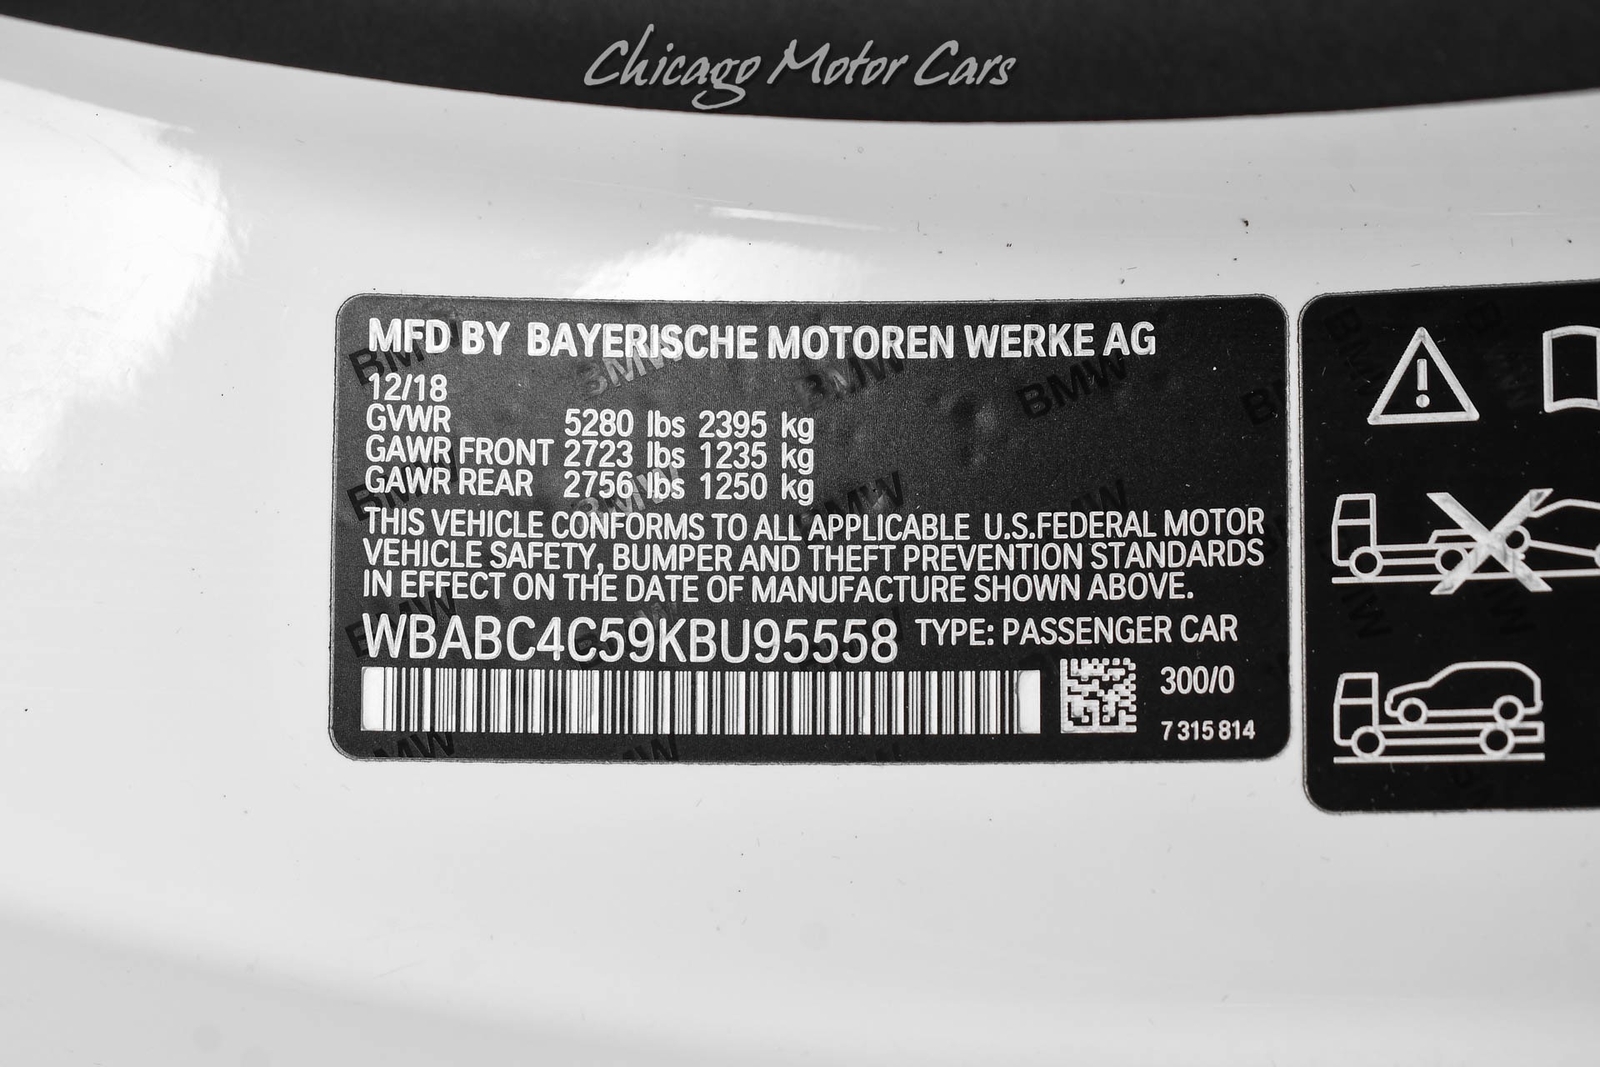 Chicago Motor Cars
MFD BY BAYERISCHE MOTOREN WERKE AG
12/18
GVWR 5280 lbs 2395 kg
GAWR FRONT 2723 lbs 1235 kg
GAWR REAR 2756 lbs 1250 kg
THIS VEHICLE CONFORMS TO ALL APPLICABLE U.S.FEDERAL MOTOR
VEHICLE SAFETY, BUMPER AND THEFT PREVENTION STANDARDS
IN EFFECT ON THE DATE OF MANUFACTURE SHOWN ABOVE.
WBABC4C59KBU95558 TYPE: PASSENGER CAR
300/0
7 315 814